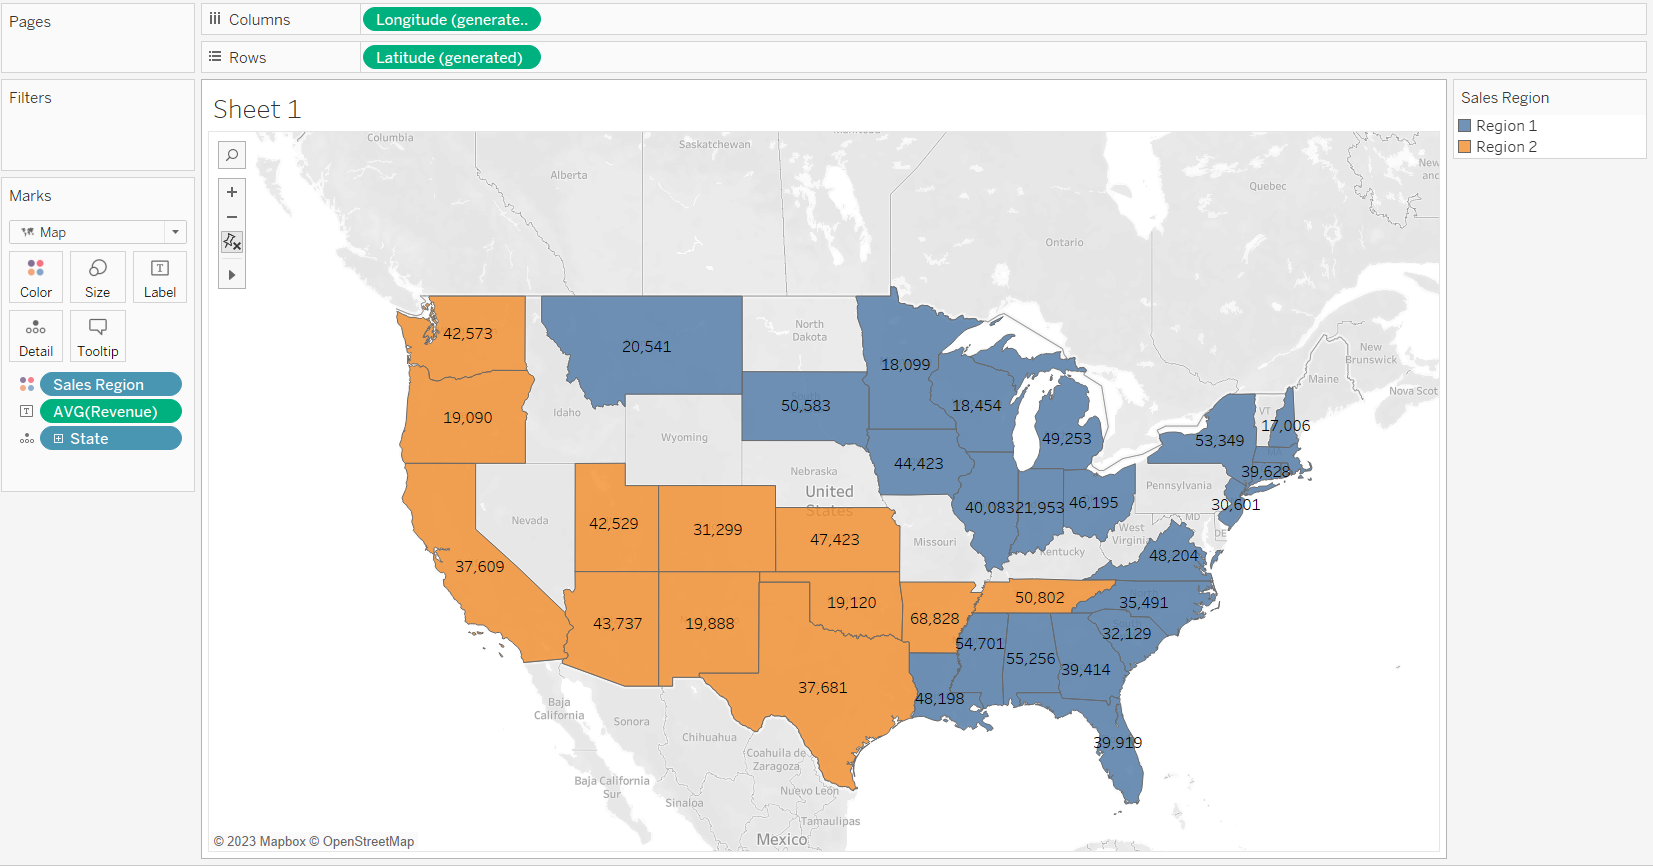 Pages
Columns
Longitude (generate..
Rows
Latitude (generated)
Filters
Marks
Map
Color
Size
Label
Detail
Tooltip
Sales Region
AVG(Revenue)
State
Sheet 1
Columbia
Alberta
Saskatchewan
Manitoba
Ontario
Quebec
New
Brunswick
Maine
Nova Scot
North
Dakota
Idaho
Wyoming
Nebraska
United
States
Nevada
Missouri
Kentucky
West
Virginia
Pennsylvania
MD
DE
VT
42,573
20,541
18,099
19,090
50,583
18,454
49,253
53,349
17,006
44,423
39,628
40,083
21,953
46,195
30,601
42,529
31,299
47,423
48,204
37,609
50,802
35,491
19,120
68,828
43,737
19,888
32,129
54,701
55,256
39,414
37,681
48,198
39,919
Baja
California
Sonora
Chihuahua
Coahuila de
Zaragoza
Baja California
Sur
Sinaloa
Nuevo León
Tamaulipas
Mexico
© 2023 Mapbox © OpenStreetMap
Sales Region
Region 1
Region 2